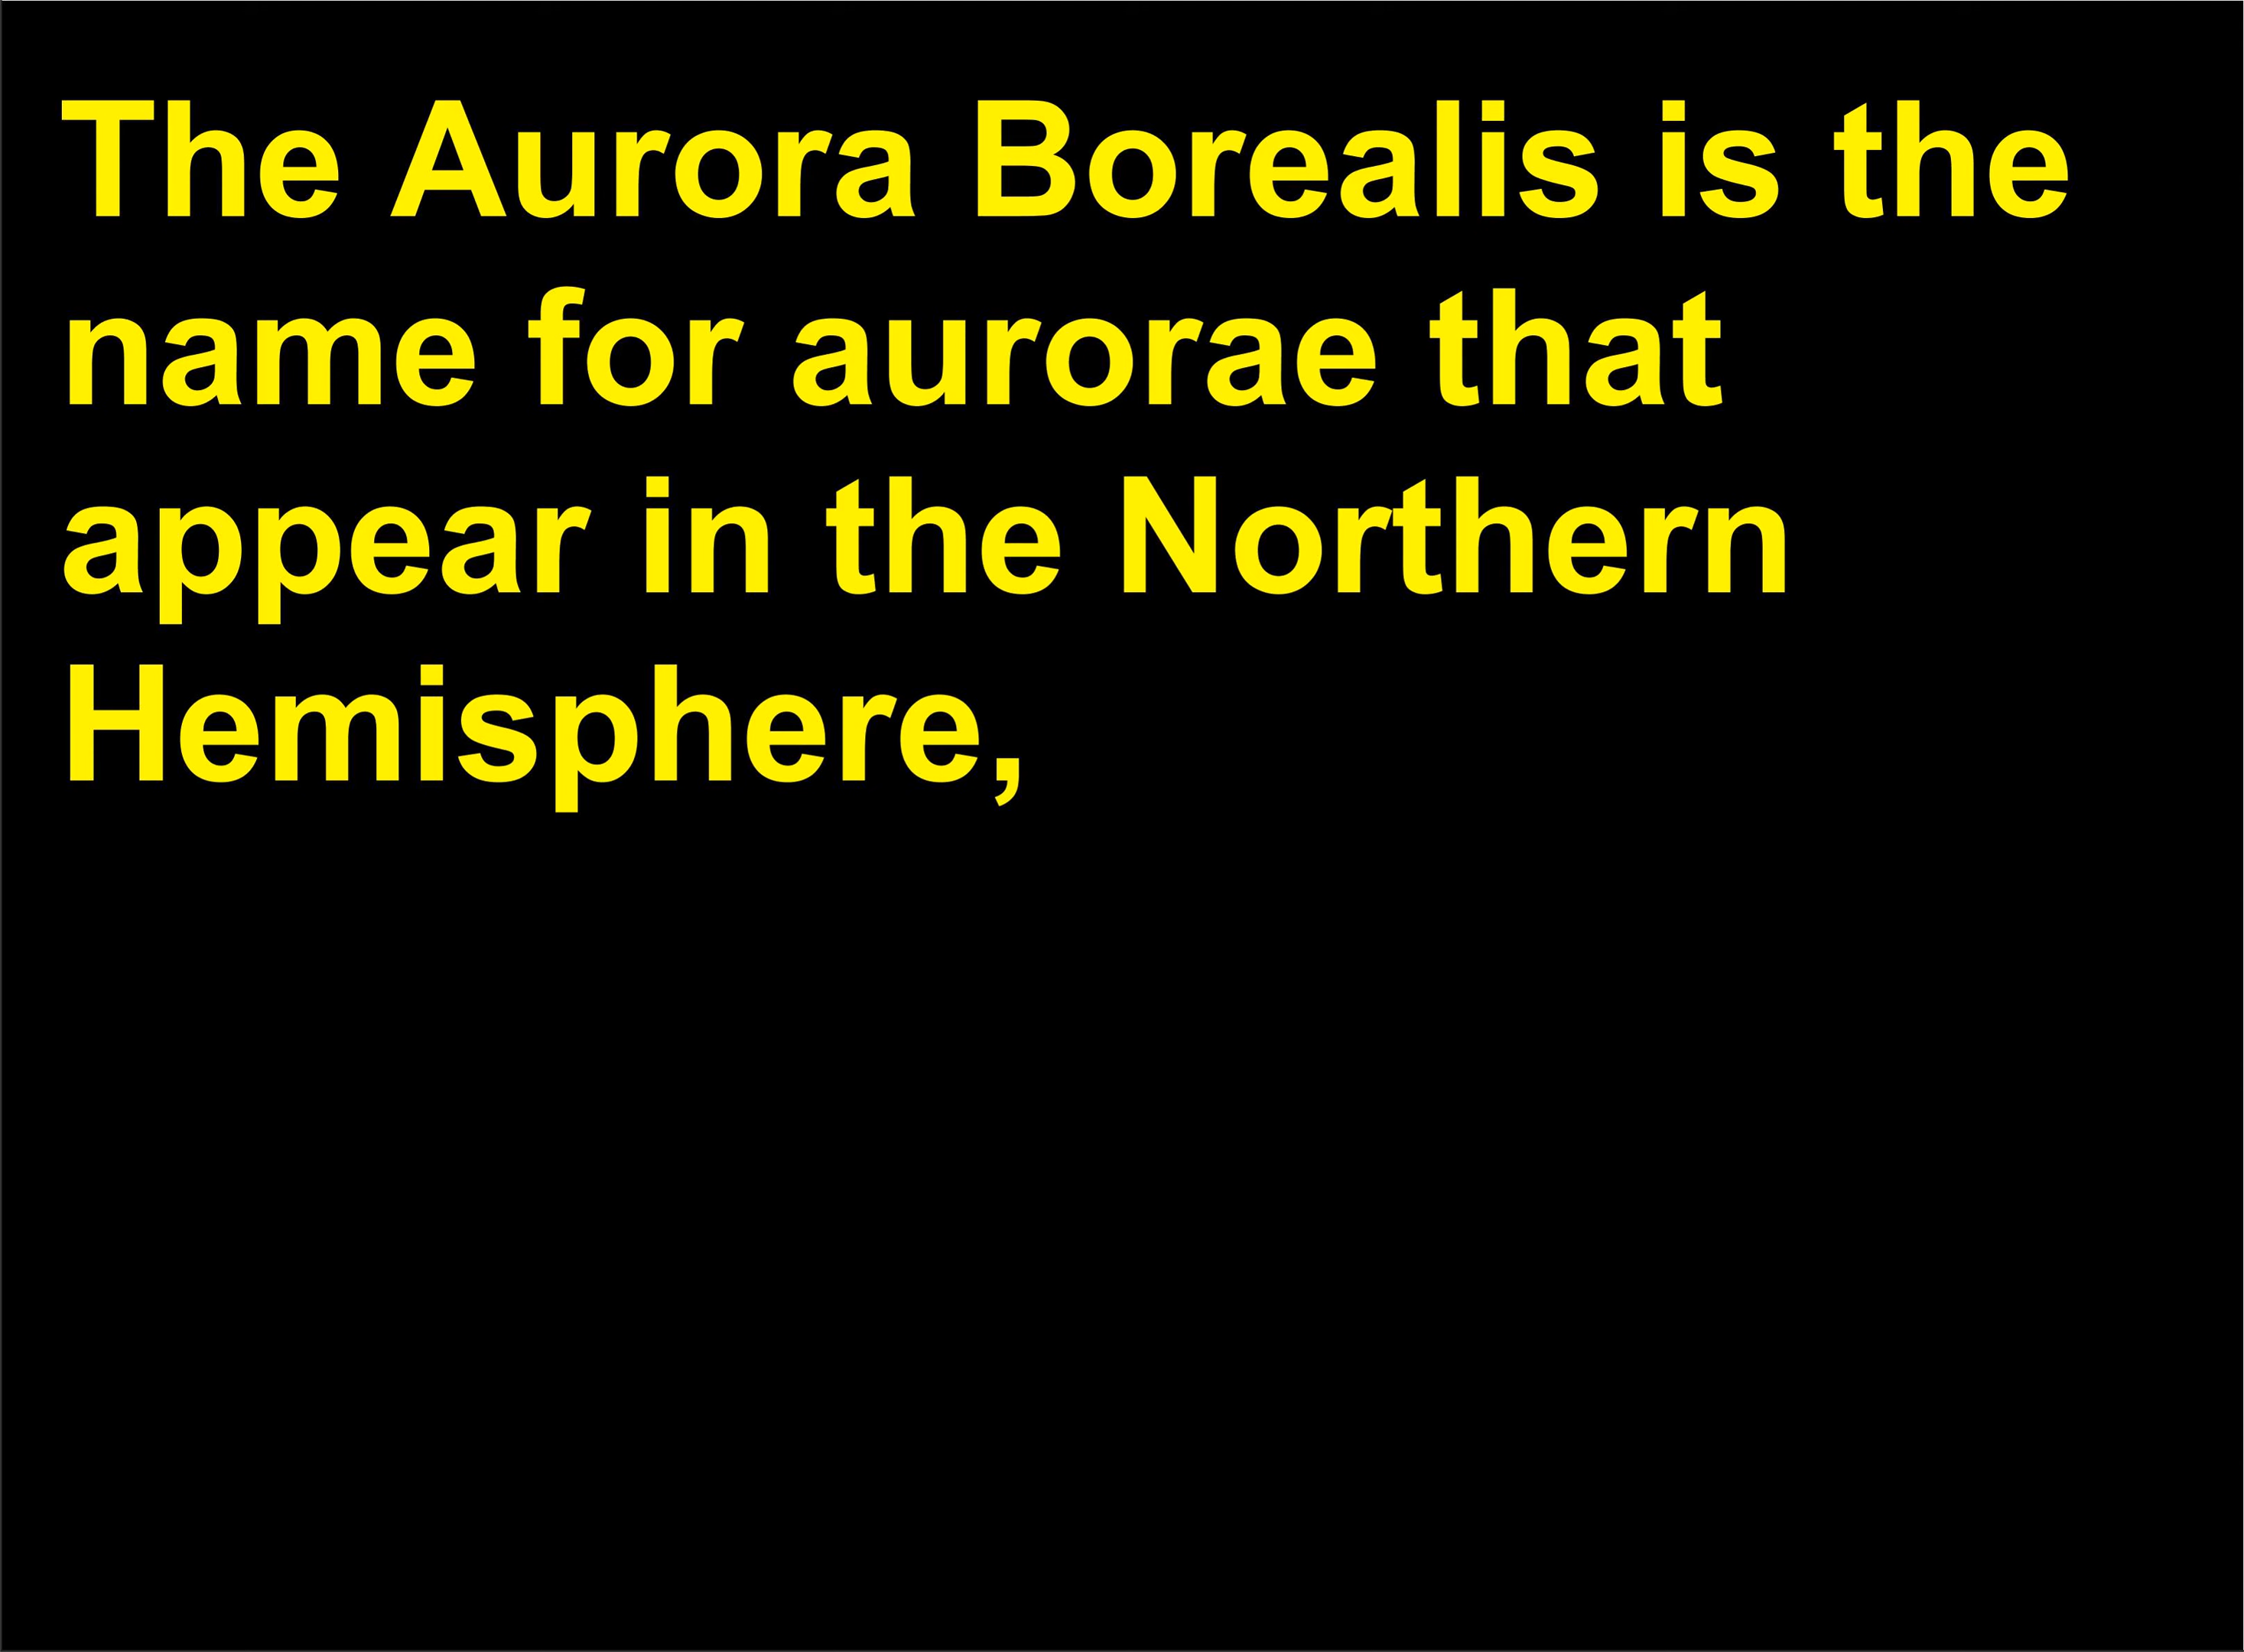 The Aurora Borealis is the
name for aurorae that
appear in the Northern
Hemisphere,